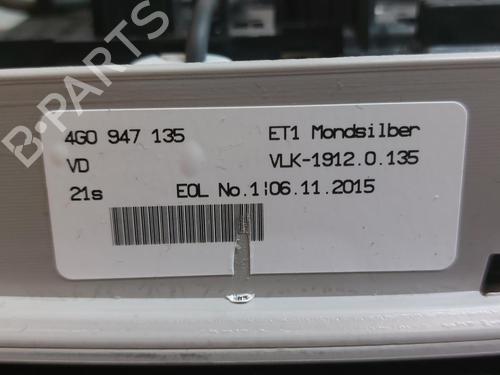 B-PARTS
4G0 947 135 ET1 Mondsilber
VD VLK-1912.0.135
21s EOL No.1 06.11.2015